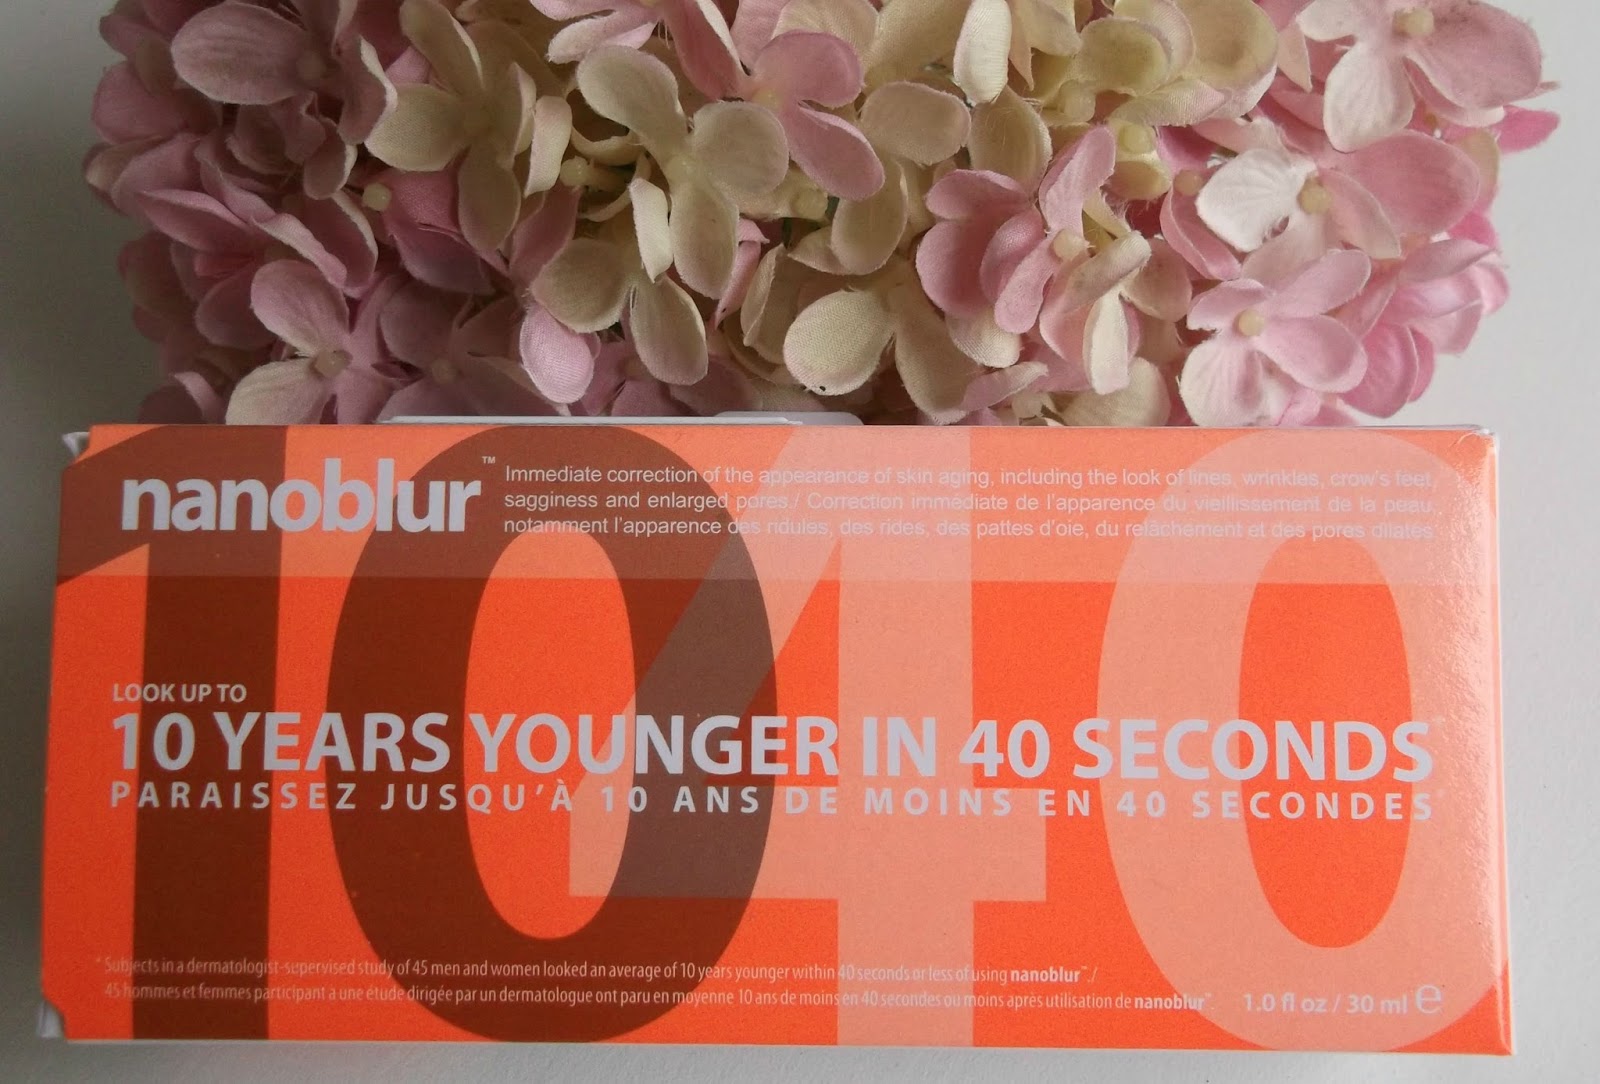 nanoblur™
Immediate correction of the appearance of skin aging, including the look of lines, wrinkles, crow's feet,
sagginess and enlarged pores./ Correction immédiate de l'apparence du vieillissement de la peau,
notamment l'apparence des ridules, des rides, des pattes d'oie, du relâchement et des pores dilatés.
1040
LOOK UP TO
10 YEARS YOUNGER IN 40 SECONDS*
PARAISSEZ JUSQU'À 10 ANS DE MOINS EN 40 SECONDES*
* Subjects in a dermatologist-supervised study of 45 men and women looked an average of 10 years younger within 40 seconds or less of using nanoblur™./
45 hommes et femmes participant a une étude dirigée par un dermatologue ont paru en moyenne 10 ans de moins en 40 secondes ou moins après utilisation de nanoblur™.
1.0 fl oz / 30 ml ℮